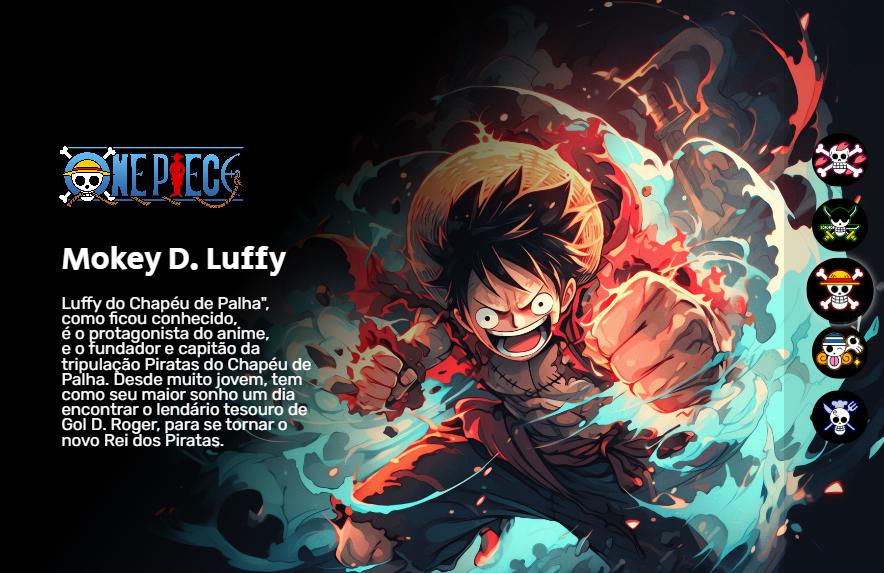 ONE PIECE
Mokey D. Luffy
Luffy do Chapéu de Palha",
como ficou conhecido,
é o protagonista do anime,
e o fundador e capitão da
tripulação Piratas do Chapéu de
Palha. Desde muito jovem, tem
como seu maior sonho um dia
encontrar o lendário tesouro de
Gol D. Roger, para se tornar o
novo Rei dos Piratas.